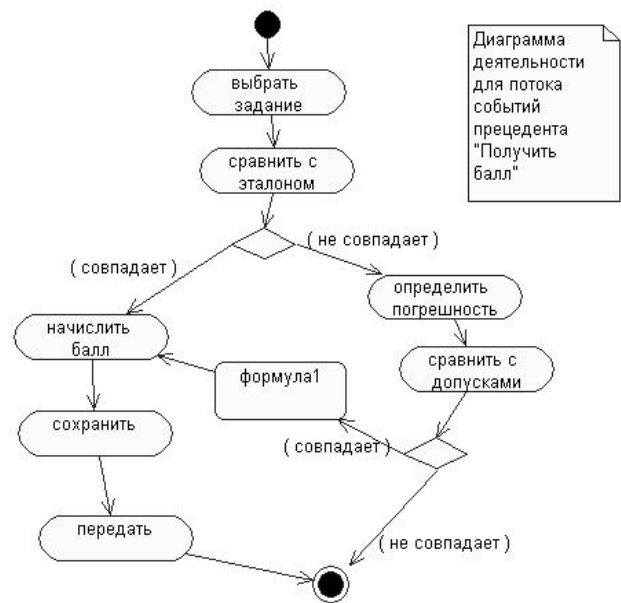 выбрать
задание
сравнить с
эталоном
Диаграмма
деятельности
для потока
событий
прецедента
"Получить
балл"
( совпадает )
( не совпадает )
определить
погрешность
начислить
балл
сравнить с
допусками
формула1
сохранить
( совпадает )
передать
( не совпадает )